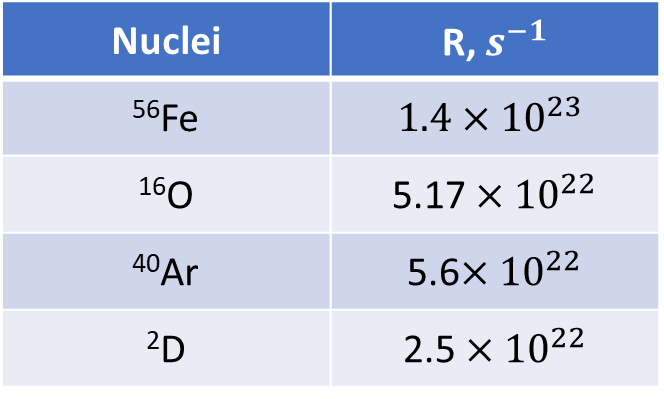 Nuclei R, s⁻¹
⁵⁶Fe 1.4 × 10²³
¹⁶O 5.17 × 10²²
⁴⁰Ar 5.6× 10²²
²D 2.5 × 10²²